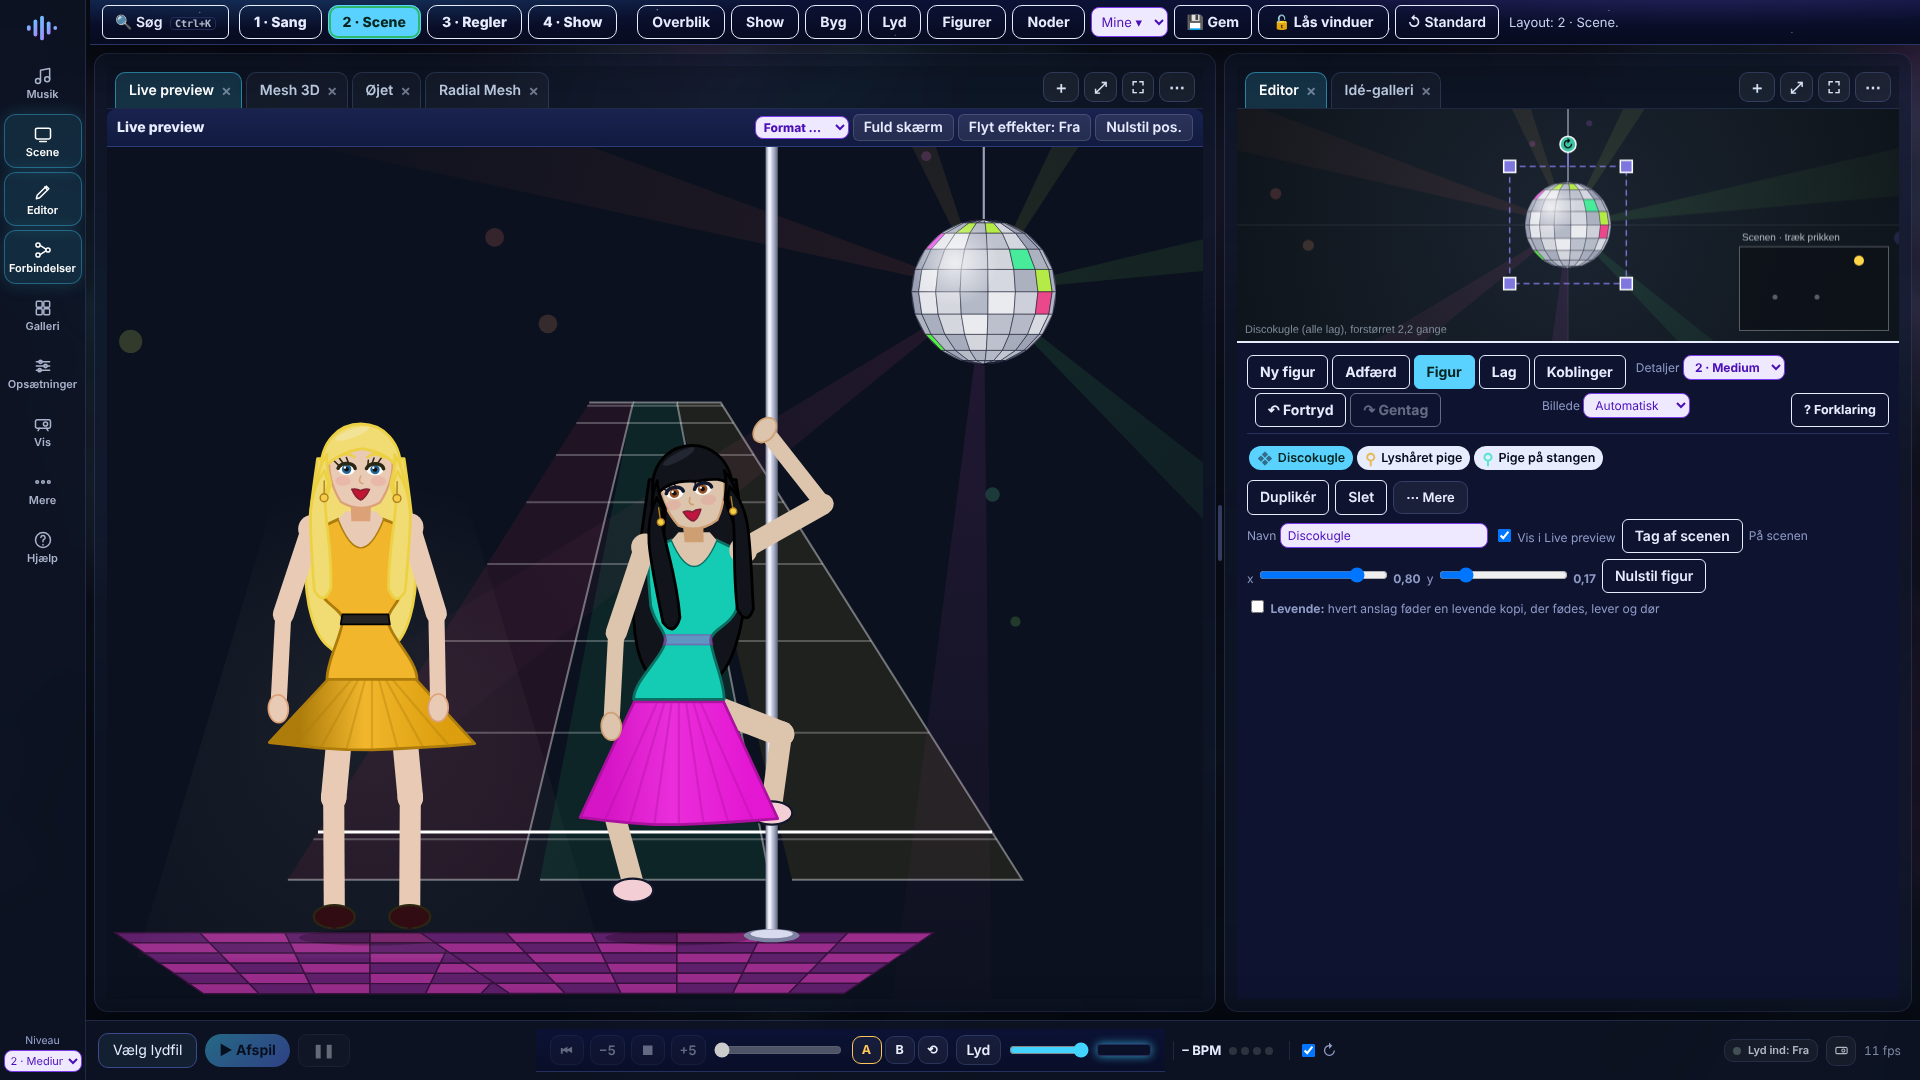 Søg Ctrl+K
1 · Sang
2 · Scene
3 · Regler
4 · Show
Overblik
Show
Byg
Lyd
Figurer
Noder
Mine ▾
Gem
Lås vinduer
Standard
Layout: 2 · Scene.
Musik
Scene
Editor
Forbindelser
Galleri
Opsætninger
Vis
Mere
Hjælp
Niveau
2 · Mediur
Live preview ×
Mesh 3D ×
Øjet ×
Radial Mesh ×
Live preview
Format ...
Fuld skærm
Flyt effekter: Fra
Nulstil pos.
Editor ×
Idé-galleri ×
Scenen · træk prikken
Discokugle (alle lag), forstørret 2,2 gange
Ny figur
Adfærd
Figur
Lag
Koblinger
Detaljer
2 · Medium
↶ Fortryd
↷ Gentag
Billede
Automatisk
? Forklaring
Discokugle
Lyshåret pige
Pige på stangen
Duplikér
Slet
··· Mere
Navn
Discokugle
Vis i Live preview
Tag af scenen
På scenen
x
0,80
y
0,17
Nulstil figur
Levende: hvert anslag føder en levende kopi, der fødes, lever og dør
Vælg lydfil
▶ Afspil
−5
+5
A
B
Lyd
– BPM
Lyd ind: Fra
11 fps